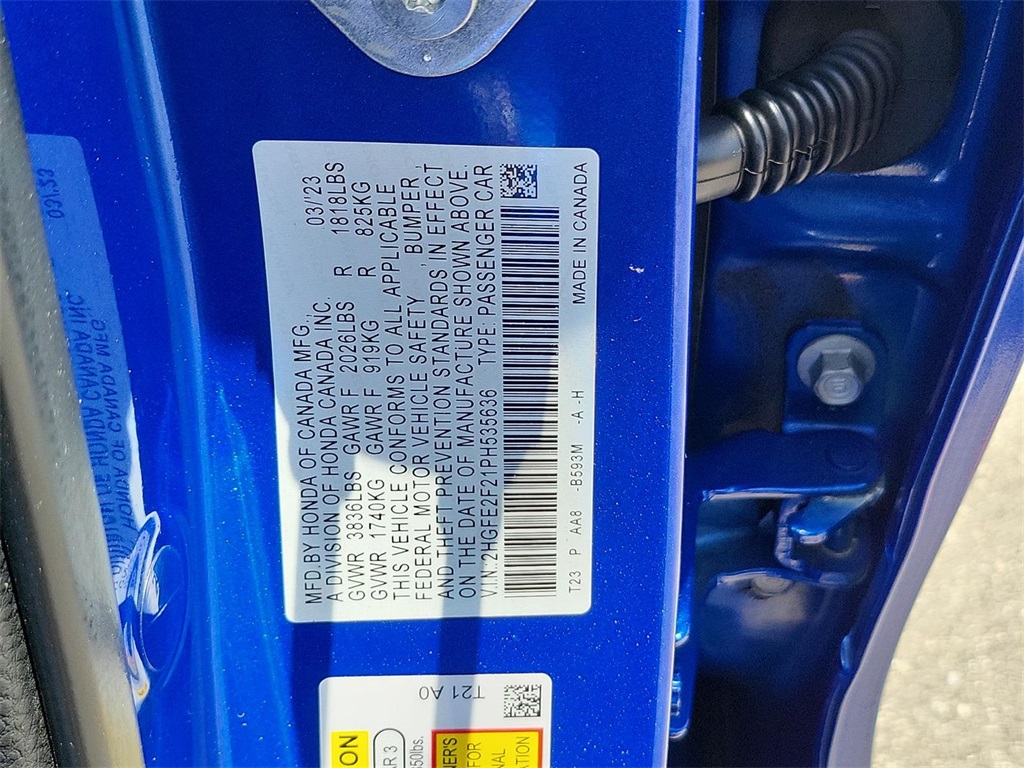 MFD.BY HONDA OF CANADA MFG., 03/'23
A DIVISION OF HONDA CANADA INC.
GVWR 3836LBS GAWR F 2026LBS R 1818LBS
GVWR 1740KG GAWR F 919KG R 825KG
THIS VEHICLE CONFORMS TO ALL APPLICABLE
FEDERAL MOTOR VEHICLE SAFETY, BUMPER,
AND THEFT PREVENTION STANDARDS IN EFFECT
ON THE DATE OF MANUFACTURE SHOWN ABOVE.
V.I.N.:2HGFE2F21PH535636 TYPE: PASSENGER CAR
T23 P AA8 -B593M -A -H MADE IN CANADA
T21 A0